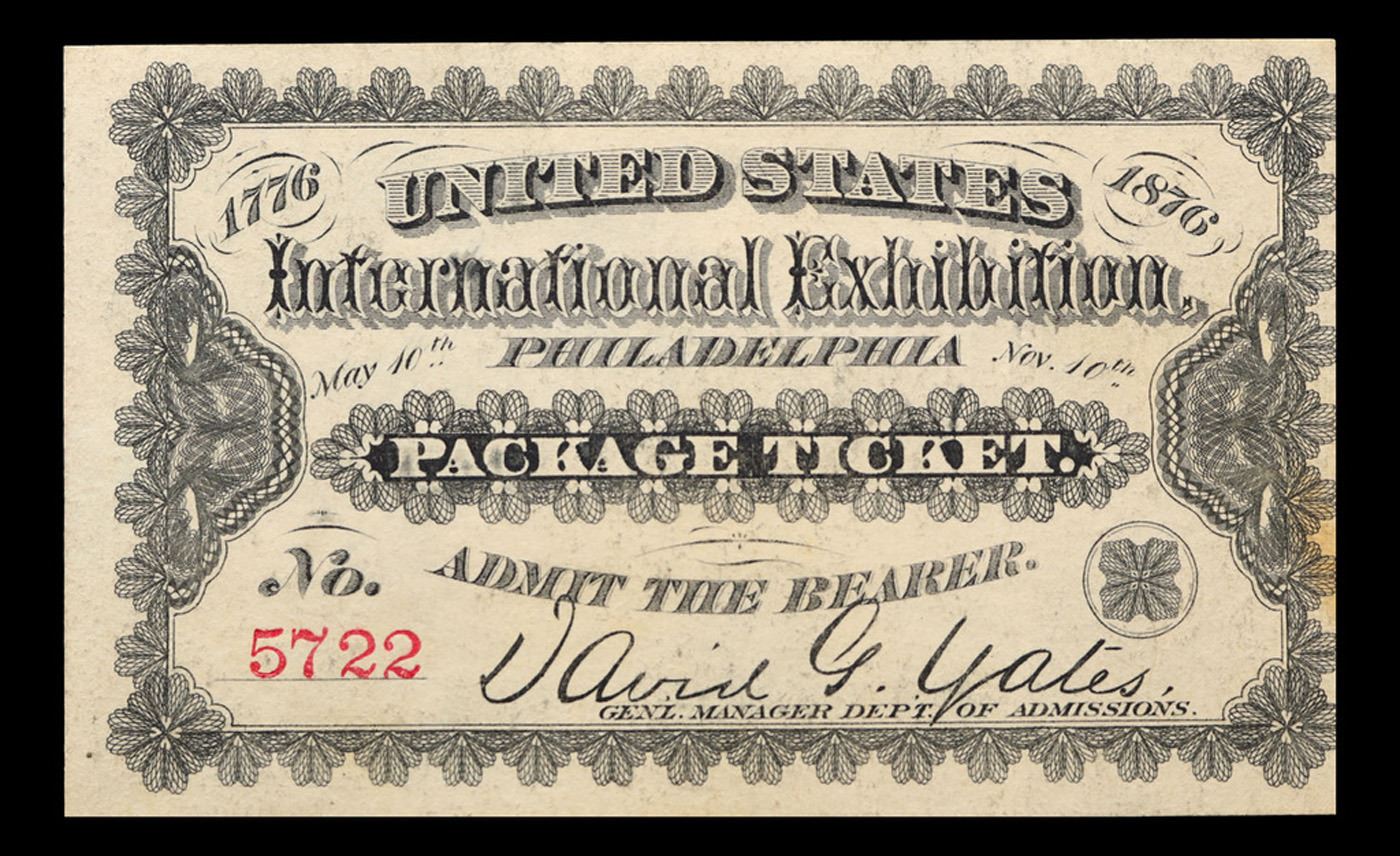 1776 UNITED STATES 1876
International Exhibition,
May 10th PHILADELPHIA Nov. 10th
PACKAGE TICKET.
No. ADMIT THE BEARER.
5722 David G. Yates,
GENL. MANAGER DEPT. OF ADMISSIONS.